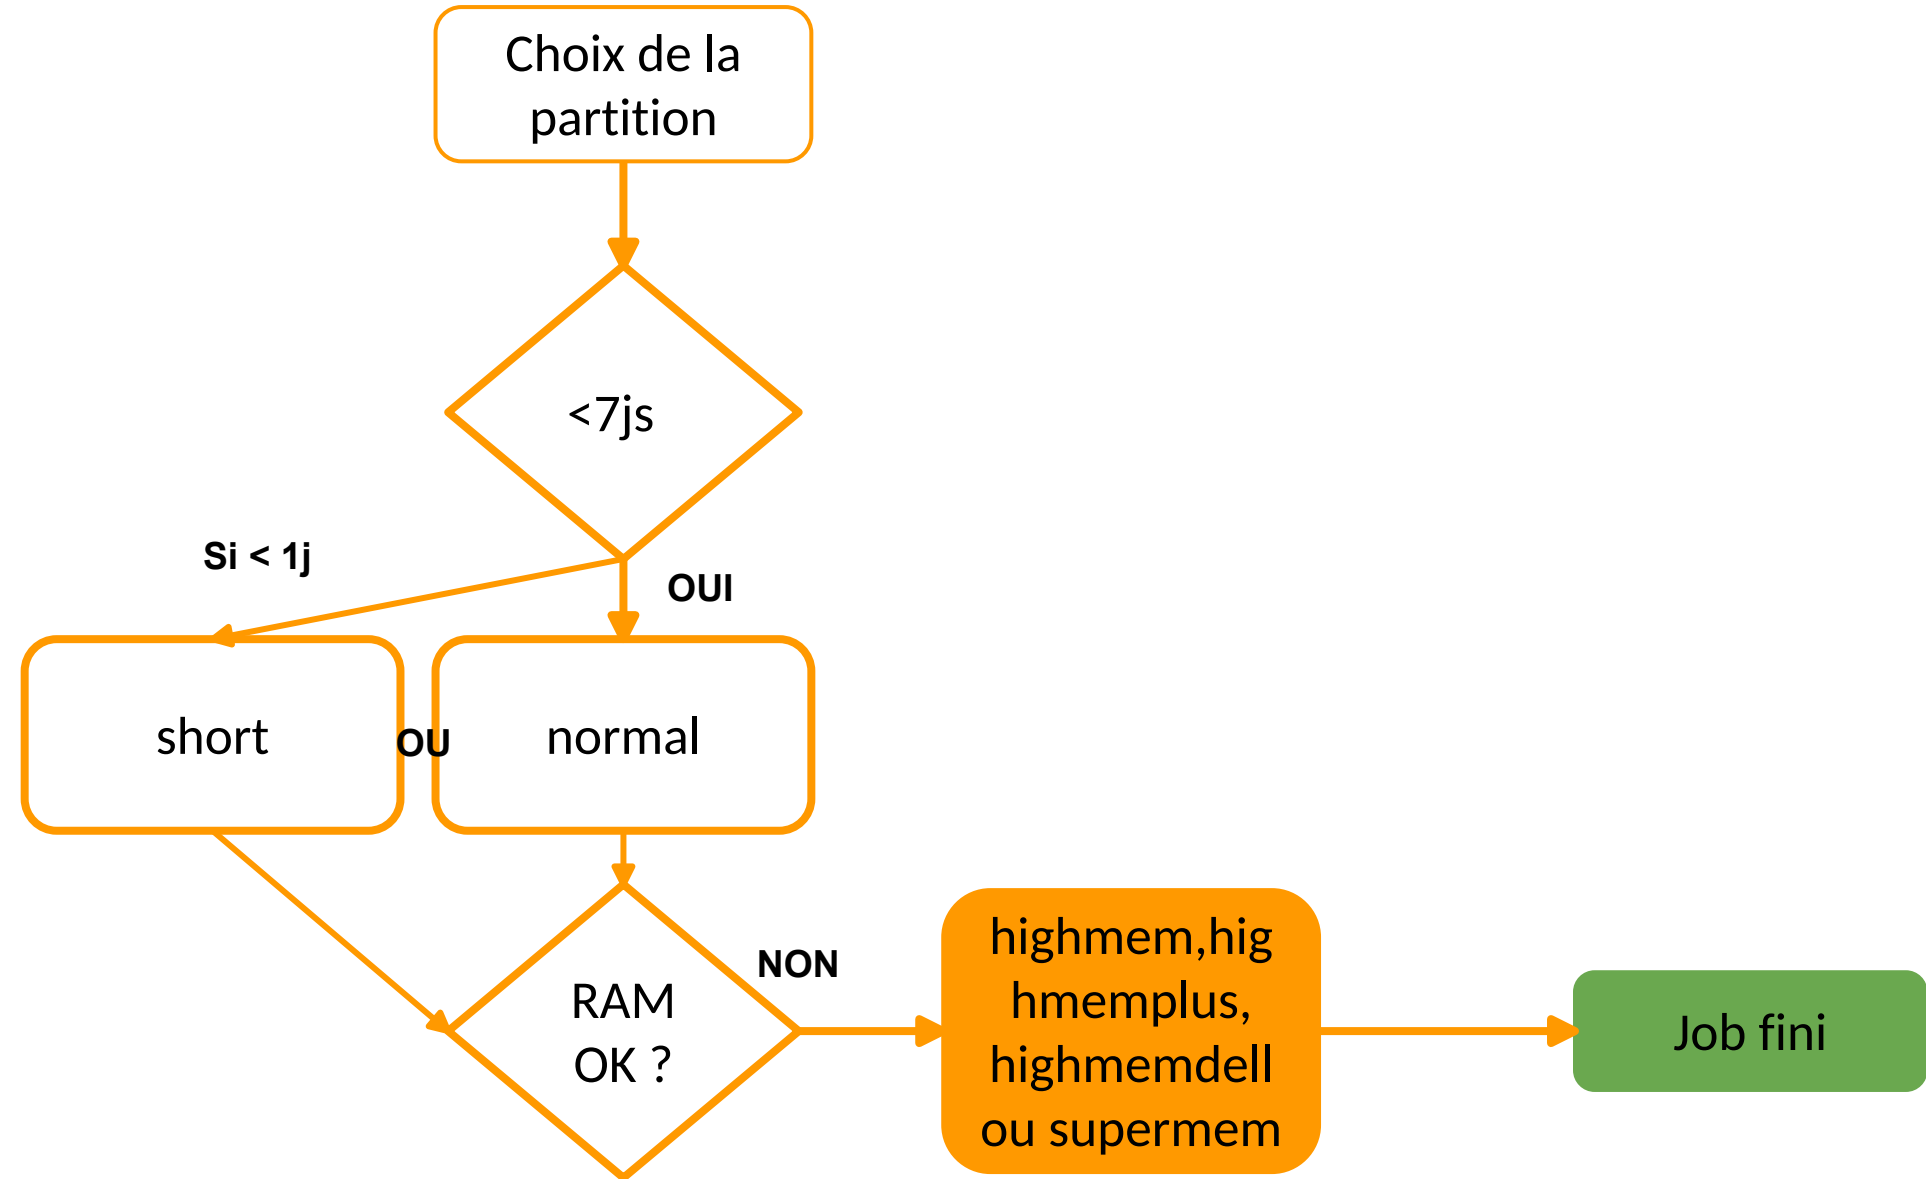 Choix de la
partition
<7js
Si < 1j
OUI
short
OU
normal
NON
RAM
OK ?
highmem,hig
hmemplus,
highmemdell
ou supermem
Job fini